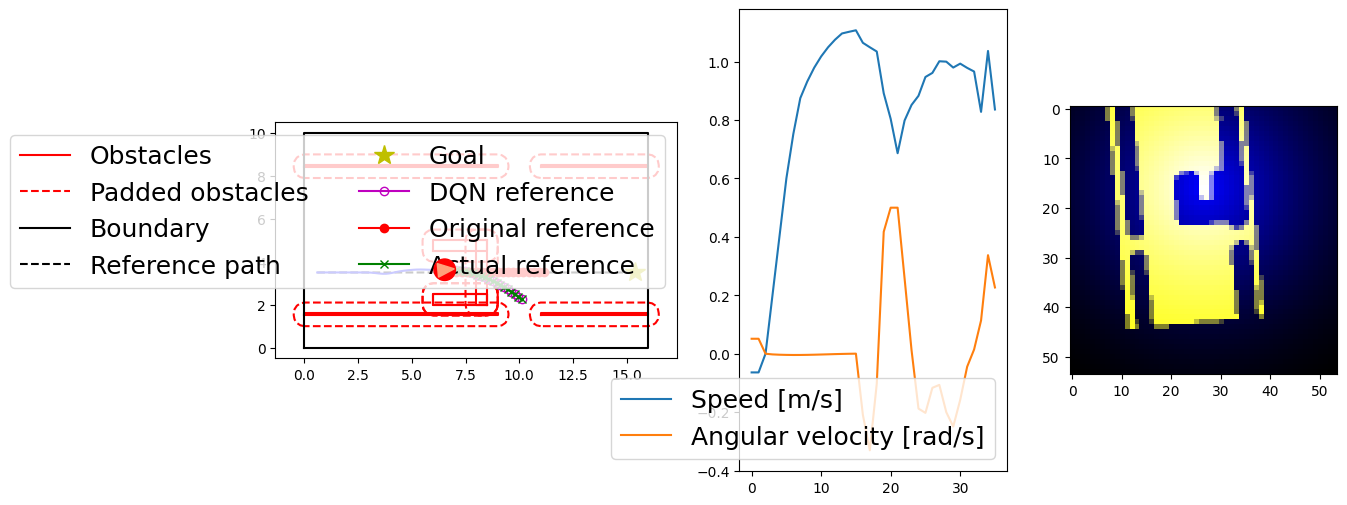 Obstacles
Padded obstacles
Boundary
Reference path
Goal
DQN reference
Original reference
Actual reference
10
8
6
4
2
0
0.0 2.5 5.0 7.5 10.0 12.5 15.0
1.0
0.8
0.6
0.4
0.2
0.0
−0.2
−0.4
0 10 20 30
Speed [m/s]
Angular velocity [rad/s]
0
10
20
30
40
50
0 10 20 30 40 50